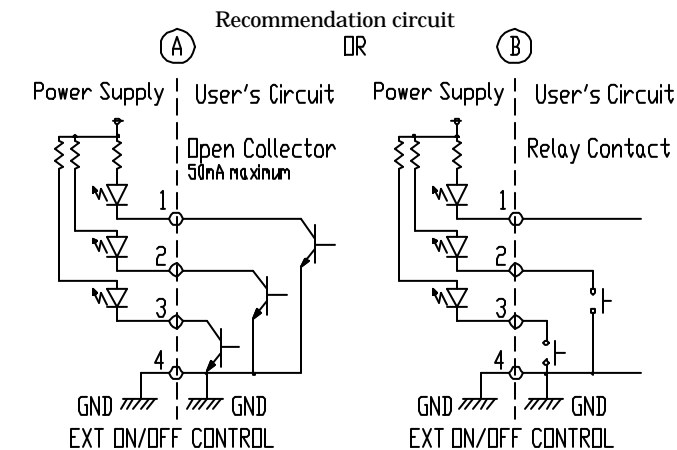 Recommendation circuit
A OR B
Power Supply User's Circuit Power Supply User's Circuit
Open Collector Relay Contact
50mA maximum
1 1
2 2
3 3
4 4
GND GND GND GND
EXT ON/OFF CONTROL EXT ON/OFF CONTROL